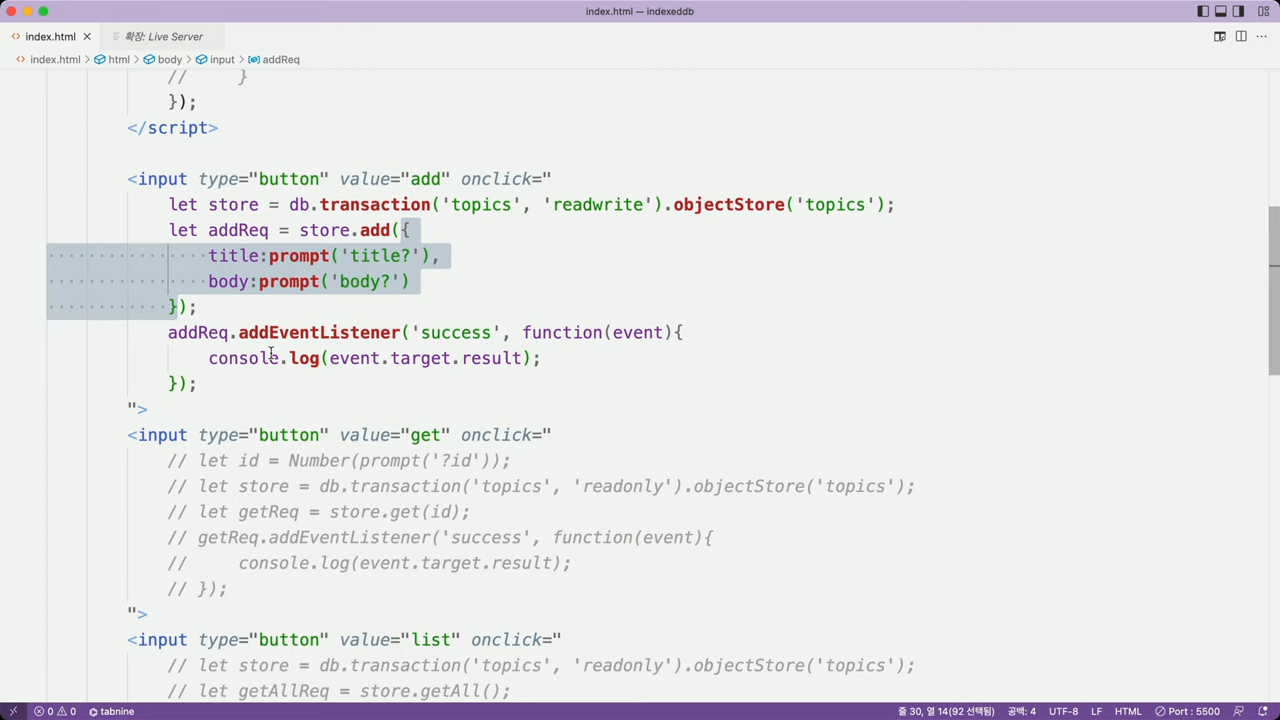 index.html — indexeddb
index.html
확장: Live Server
index.html > html > body > input > addReq
//     }
});
</script>
<input type="button" value="add" onclick="
let store = db.transaction('topics', 'readwrite').objectStore('topics');
let addReq = store.add({
title:prompt('title?'),
body:prompt('body?')
});
addReq.addEventListener('success', function(event){
console.log(event.target.result);
});
">
<input type="button" value="get" onclick="
// let id = Number(prompt('?id'));
// let store = db.transaction('topics', 'readonly').objectStore('topics');
// let getReq = store.get(id);
// getReq.addEventListener('success', function(event){
//     console.log(event.target.result);
// });
">
<input type="button" value="list" onclick="
// let store = db.transaction('topics', 'readonly').objectStore('topics');
// let getAllReq = store.getAll();
0 0 tabnine 줄 30, 열 14(92 선택됨) 공백: 4 UTF-8 LF HTML Port : 5500